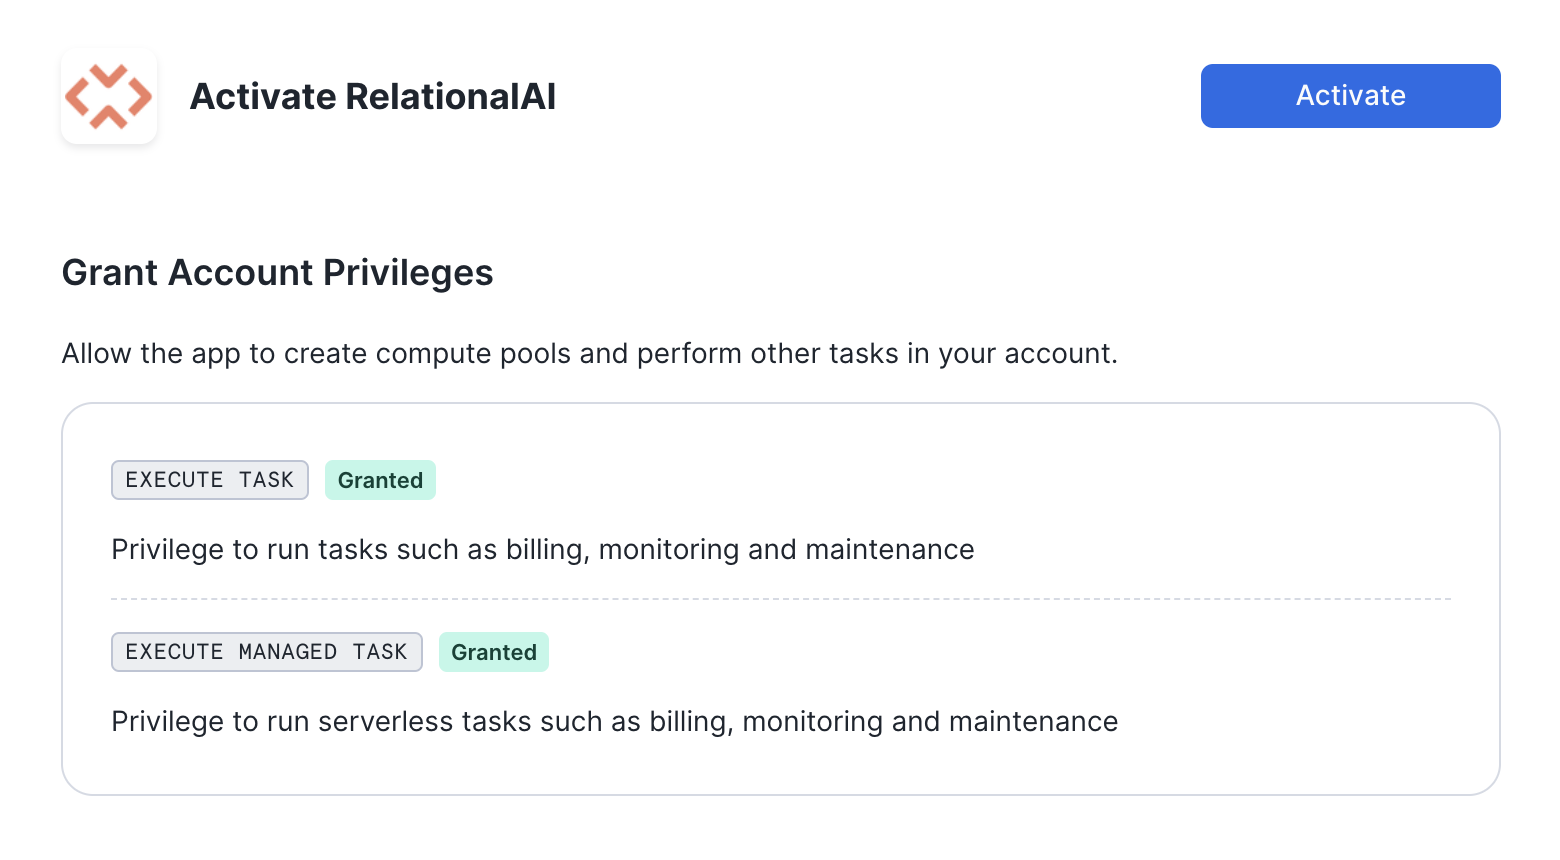 Activate RelationalAI
Activate
Grant Account Privileges
Allow the app to create compute pools and perform other tasks in your account.
EXECUTE TASK Granted
Privilege to run tasks such as billing, monitoring and maintenance
EXECUTE MANAGED TASK Granted
Privilege to run serverless tasks such as billing, monitoring and maintenance